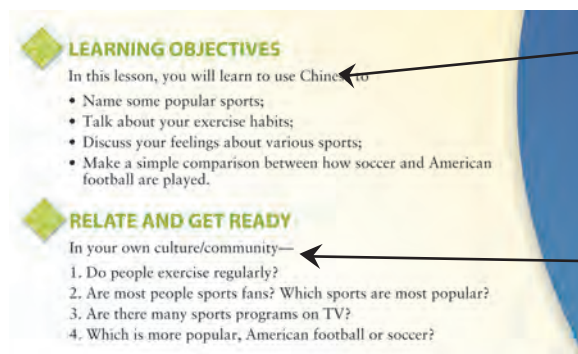 LEARNING OBJECTIVES
In this lesson, you will learn to use Chinese to
• Name some popular sports;
• Talk about your exercise habits;
• Discuss your feelings about various sports;
• Make a simple comparison between how soccer and American
football are played.
RELATE AND GET READY
In your own culture/community—
1. Do people exercise regularly?
2. Are most people sports fans? Which sports are most popular?
3. Are there many sports programs on TV?
4. Which is more popular, American football or soccer?